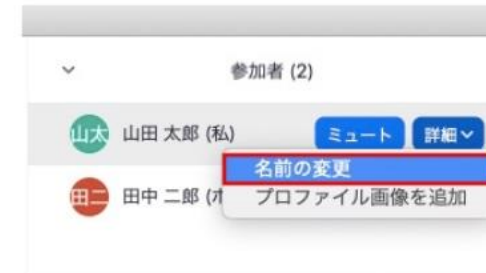 参加者 (2)
山太 山田 太郎 (私) ミュート 詳細
名前の変更
田二 田中 二郎 (ホ
プロファイル画像を追加